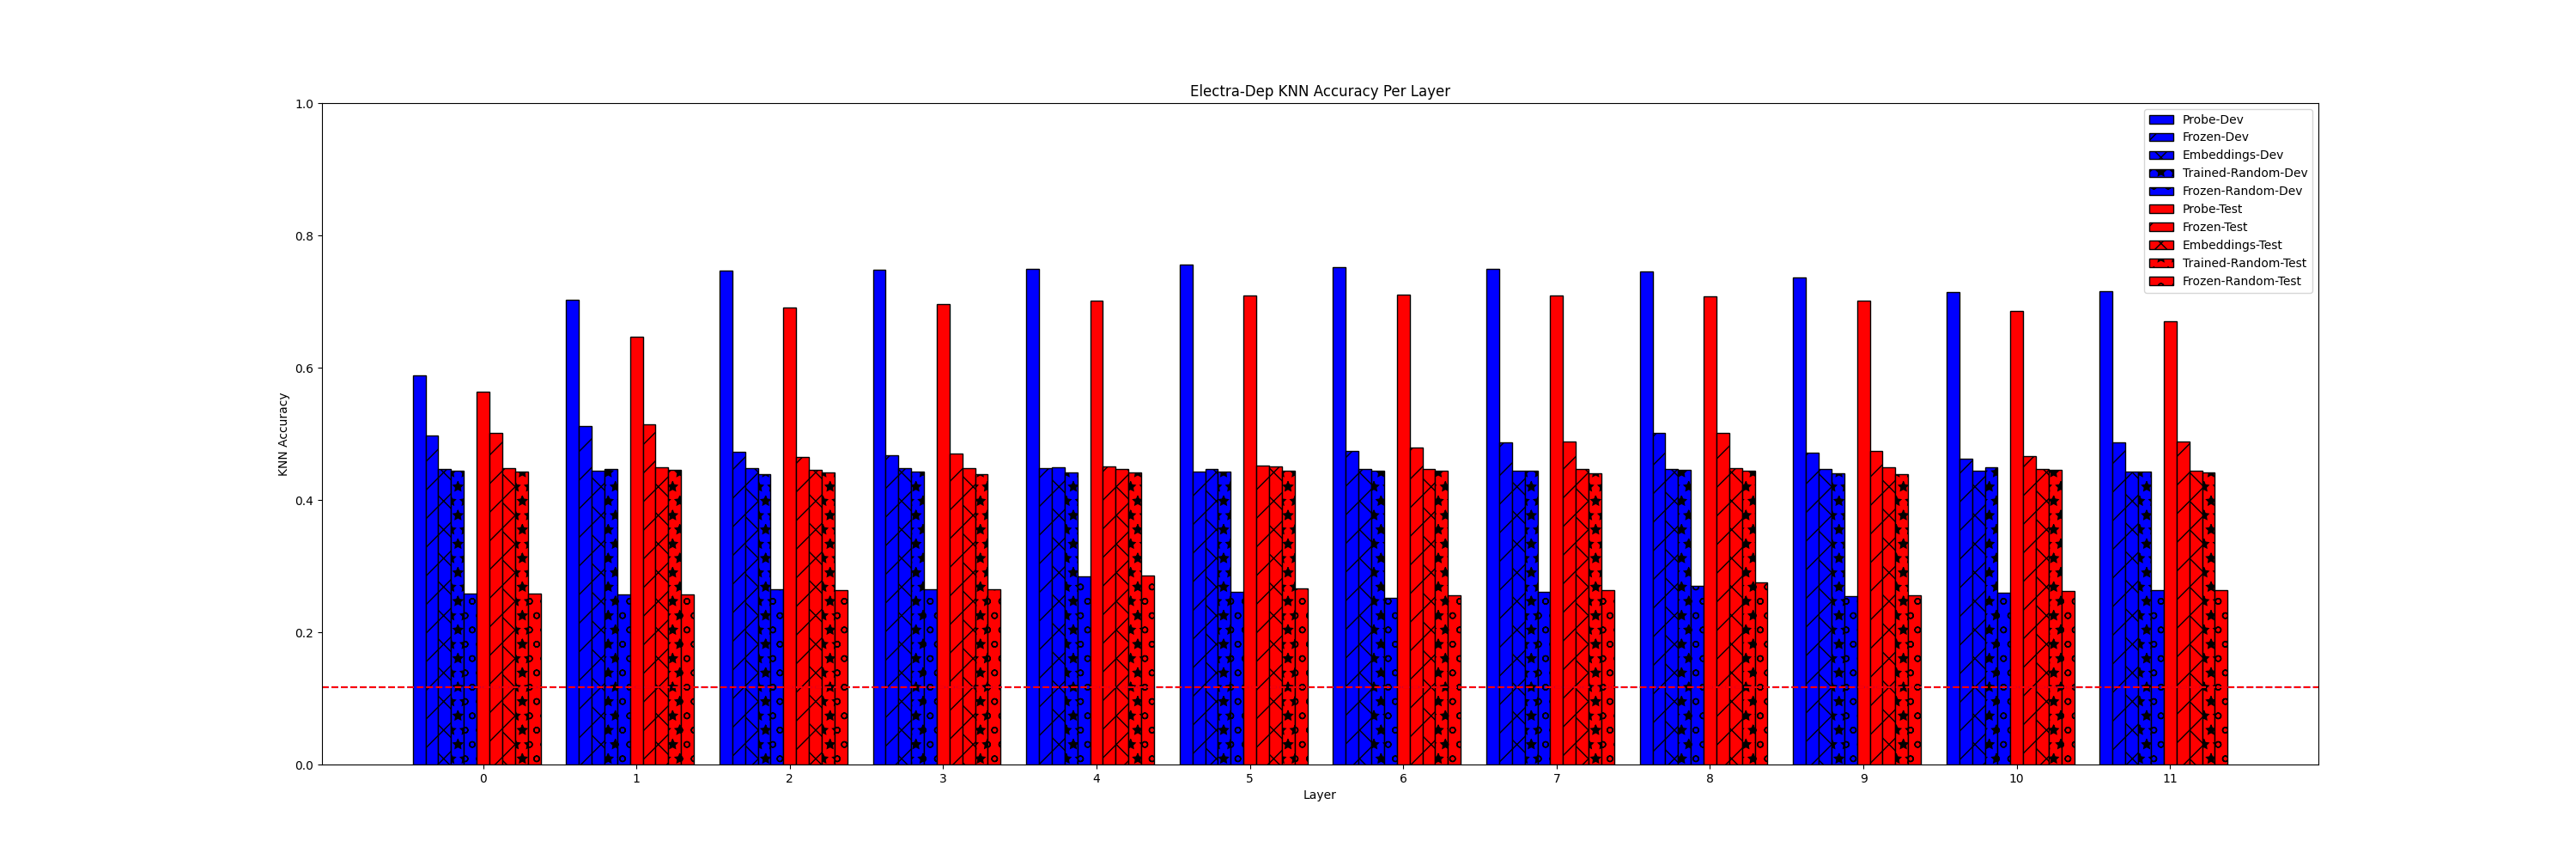 Electra-Dep KNN Accuracy Per Layer
1.0
0.8
0.6
0.4
0.2
0.0
KNN Accuracy
Probe-Dev
Frozen-Dev
Embeddings-Dev
Trained-Random-Dev
Frozen-Random-Dev
Probe-Test
Frozen-Test
Embeddings-Test
Trained-Random-Test
Frozen-Random-Test
0 1 2 3 4 5 6 7 8 9 10 11
Layer